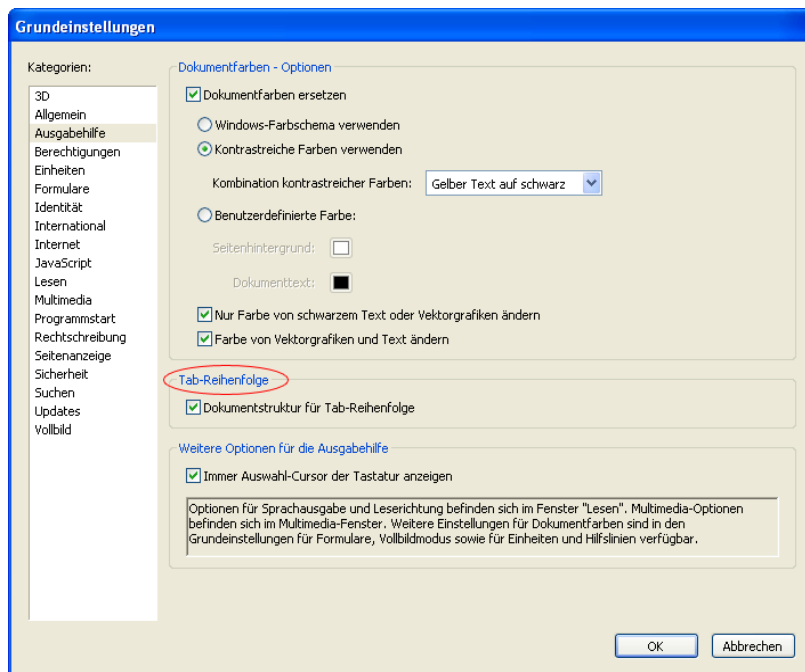 Grundeinstellungen
Kategorien:
3D
Allgemein
Ausgabehilfe
Berechtigungen
Einheiten
Formulare
Identität
International
Internet
JavaScript
Lesen
Multimedia
Programmstart
Rechtschreibung
Seitenanzeige
Sicherheit
Suchen
Updates
Vollbild
Dokumentfarben - Optionen
Dokumentfarben ersetzen
Windows-Farbschema verwenden
Kontrastreiche Farben verwenden
Kombination kontrastreicher Farben: Gelber Text auf schwarz
Benutzerdefinierte Farbe:
Seitenhintergrund:
Dokumenttext:
Nur Farbe von schwarzem Text oder Vektorgrafiken ändern
Farbe von Vektorgrafiken und Text ändern
Tab-Reihenfolge
Dokumentstruktur für Tab-Reihenfolge
Weitere Optionen für die Ausgabehilfe
Immer Auswahl-Cursor der Tastatur anzeigen
Optionen für Sprachausgabe und Leserichtung befinden sich im Fenster "Lesen". Multimedia-Optionen
befinden sich im Multimedia-Fenster. Weitere Einstellungen für Dokumentfarben sind in den
Grundeinstellungen für Formulare, Vollbildmodus sowie für Einheiten und Hilfslinien verfügbar.
OK Abbrechen